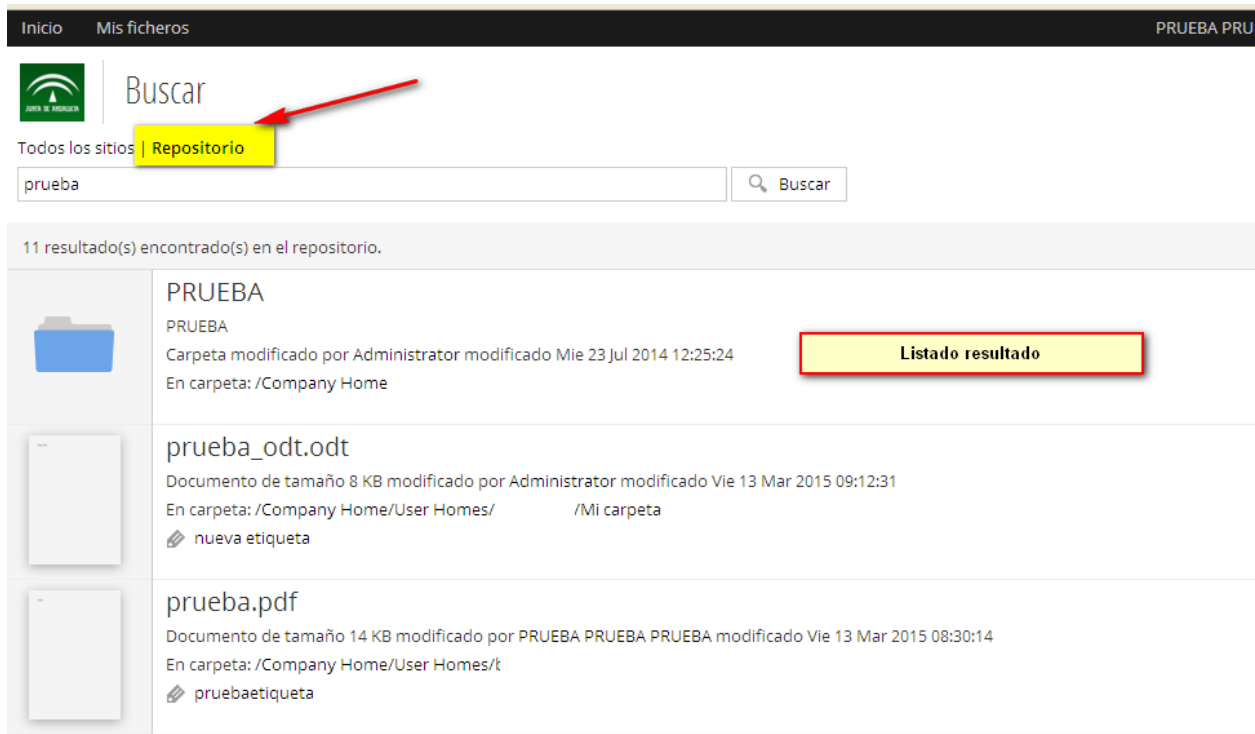 Inicio Mis ficheros PRUEBA PRU
JUNTA DE ANDALUCIA
Buscar
Todos los sitios | Repositorio
prueba
Buscar
11 resultado(s) encontrado(s) en el repositorio.
PRUEBA
PRUEBA
Carpeta modificado por Administrator modificado Mie 23 Jul 2014 12:25:24
Listado resultado
En carpeta: /Company Home
prueba_odt.odt
Documento de tamaño 8 KB modificado por Administrator modificado Vie 13 Mar 2015 09:12:31
En carpeta: /Company Home/User Homes/ /Mi carpeta
nueva etiqueta
prueba.pdf
Documento de tamaño 14 KB modificado por PRUEBA PRUEBA PRUEBA modificado Vie 13 Mar 2015 08:30:14
En carpeta: /Company Home/User Homes/
pruebaetiqueta